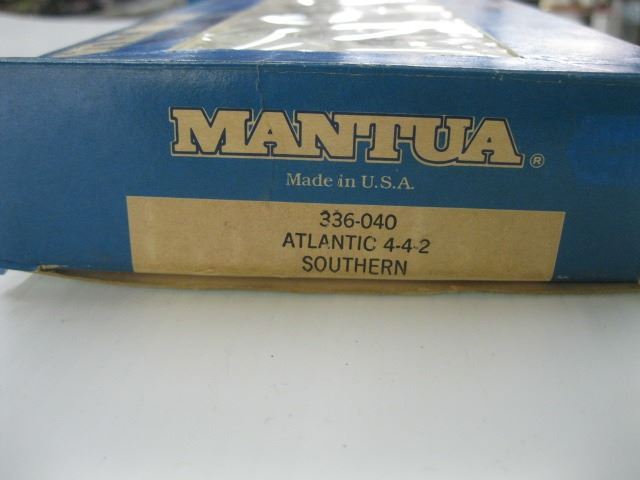 MANTUA®
Made in U.S.A.
336-040
ATLANTIC 4-4-2
SOUTHERN